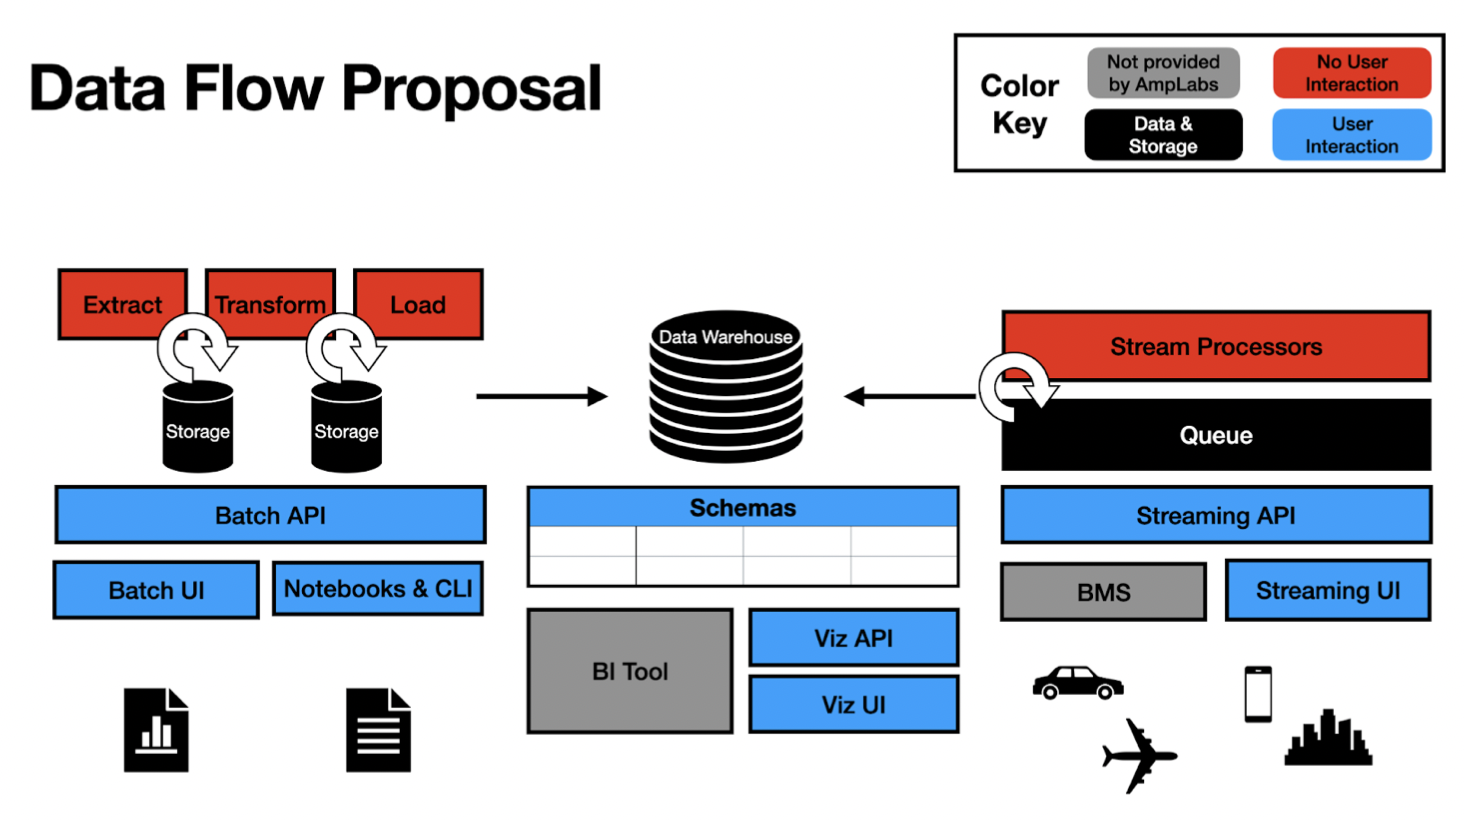 Data Flow Proposal
Color
Key
Not provided
by AmpLabs
No User
Interaction
Data &
Storage
User
Interaction
Extract
Transform
Load
Storage
Storage
Batch API
Batch UI
Notebooks & CLI
Data Warehouse
Schemas
BI Tool
Viz API
Viz UI
Stream Processors
Queue
Streaming API
BMS
Streaming UI